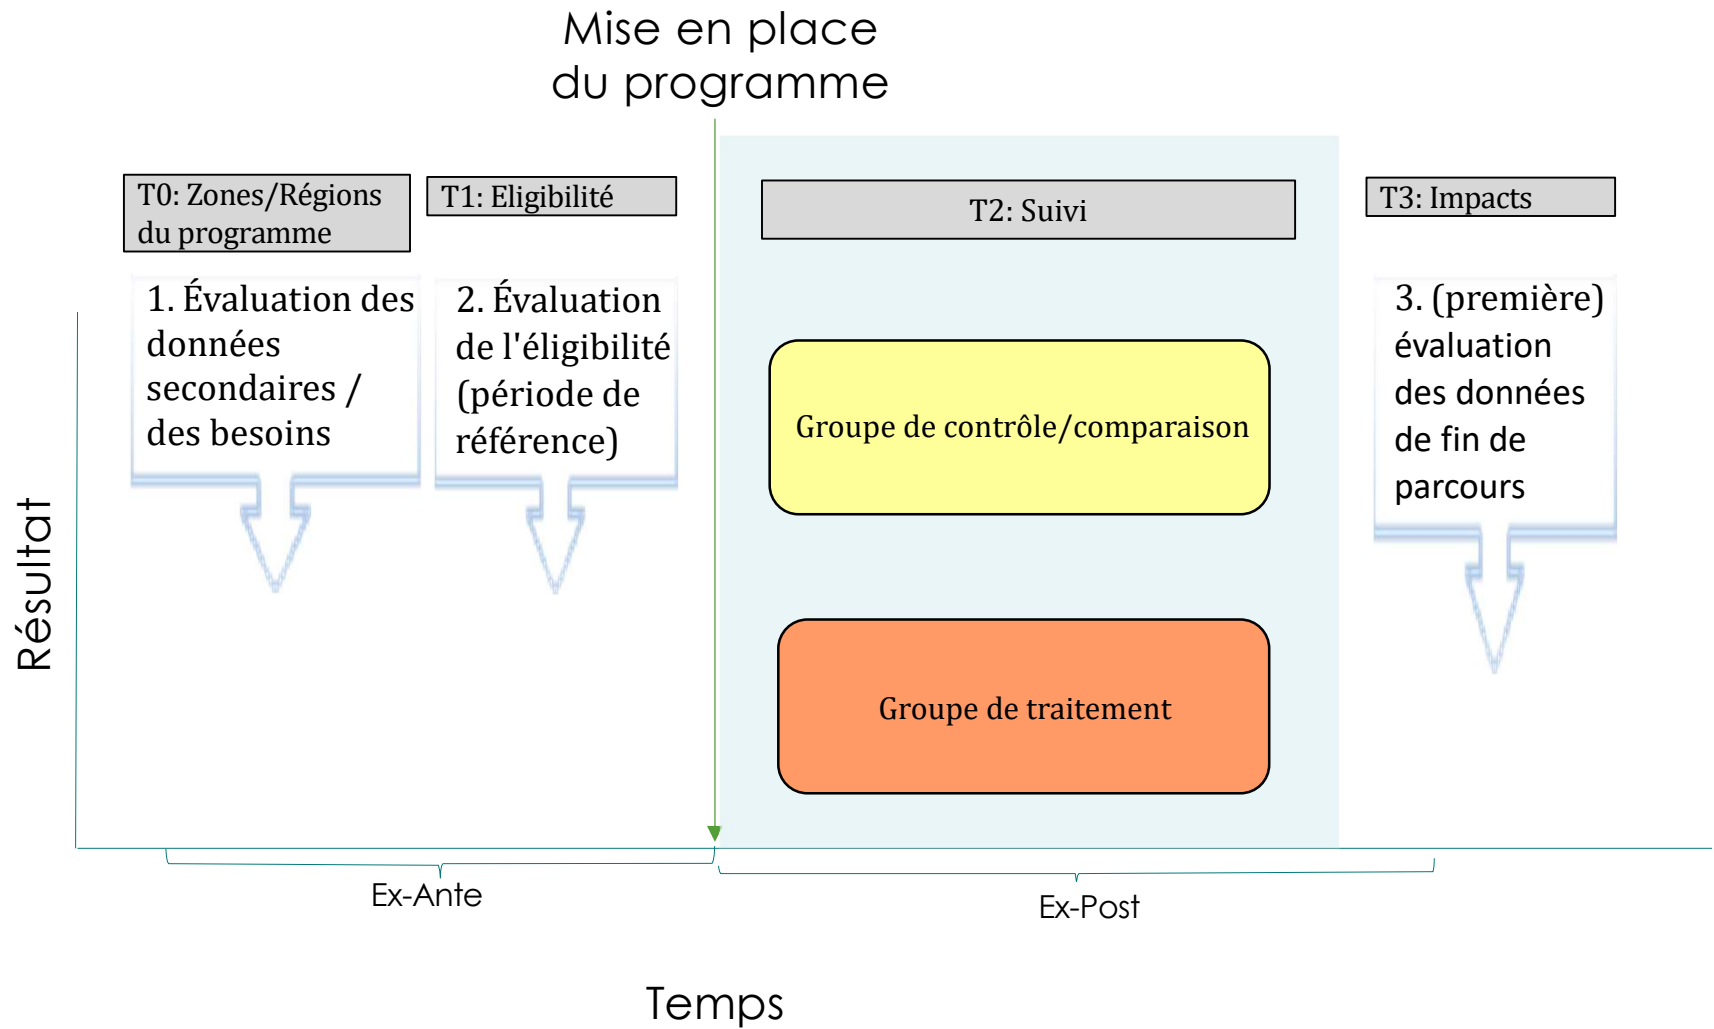 Mise en place
du programme
T0: Zones/Régions
du programme
T1: Eligibilité
T2: Suivi
T3: Impacts
1. Évaluation des
données
secondaires /
des besoins
2. Évaluation
de l'éligibilité
(période de
référence)
3. (première)
évaluation
des données
de fin de
parcours
Groupe de contrôle/comparaison
Groupe de traitement
Résultat
Ex-Ante
Ex-Post
Temps